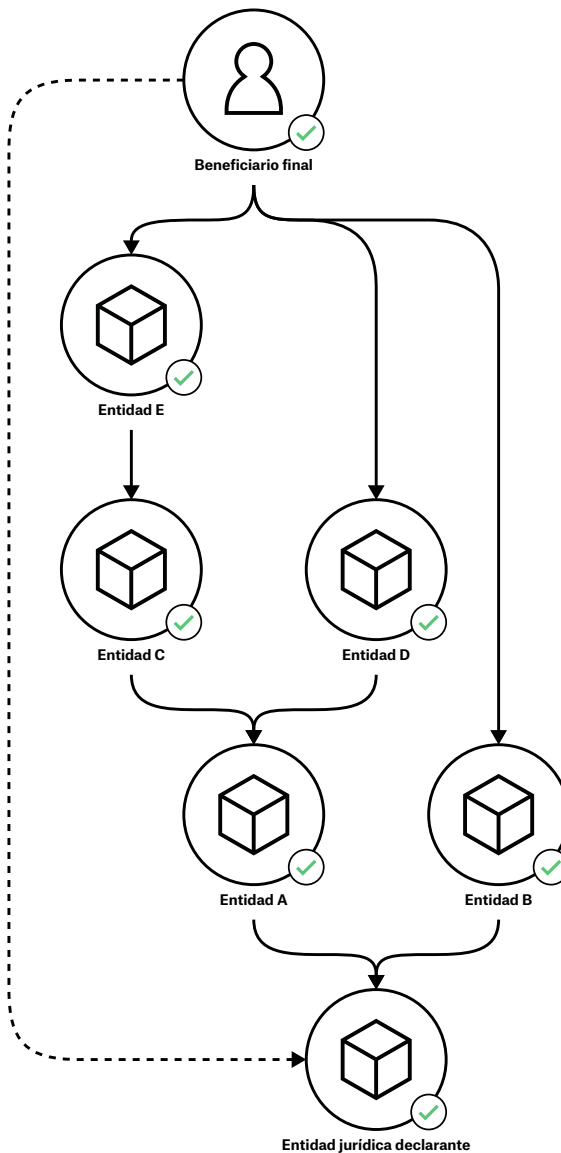 Beneficiario final
Entidad E
Entidad C
Entidad D
Entidad A
Entidad B
Entidad jurídica declarante